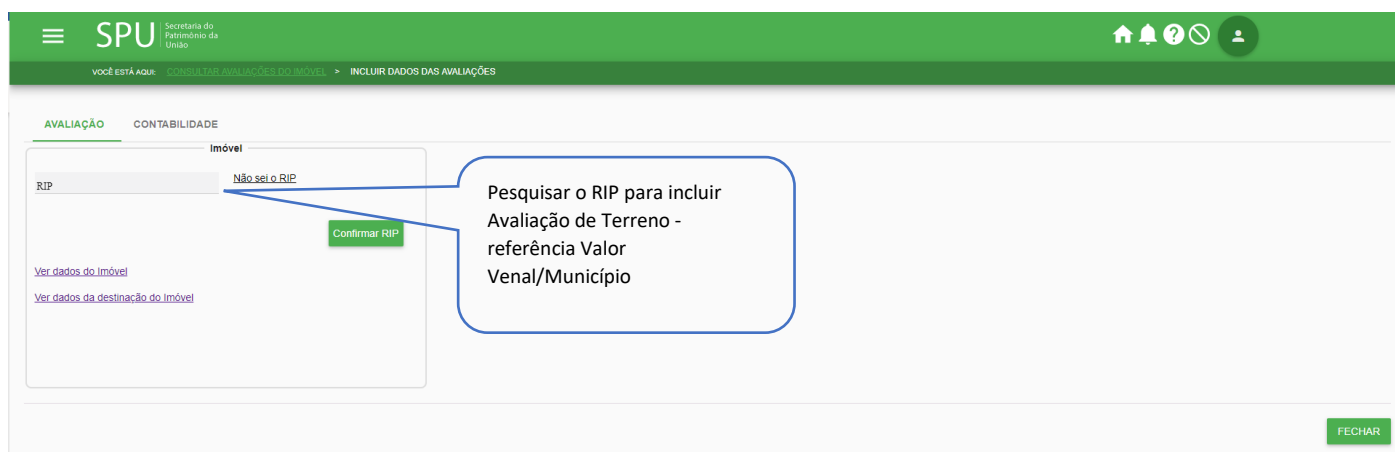 SPU
Secretaria do
Patrimônio da
União
VOCÊ ESTÁ AQUI: CONSULTAR AVALIAÇÕES DO IMÓVEL > INCLUIR DADOS DAS AVALIAÇÕES
AVALIAÇÃO CONTABILIDADE
Imóvel
RIP
Não sei o RIP
Confirmar RIP
Ver dados do Imóvel
Ver dados da destinação do Imóvel
Pesquisar o RIP para incluir
Avaliação de Terreno -
referência Valor
Venal/Município
FECHAR